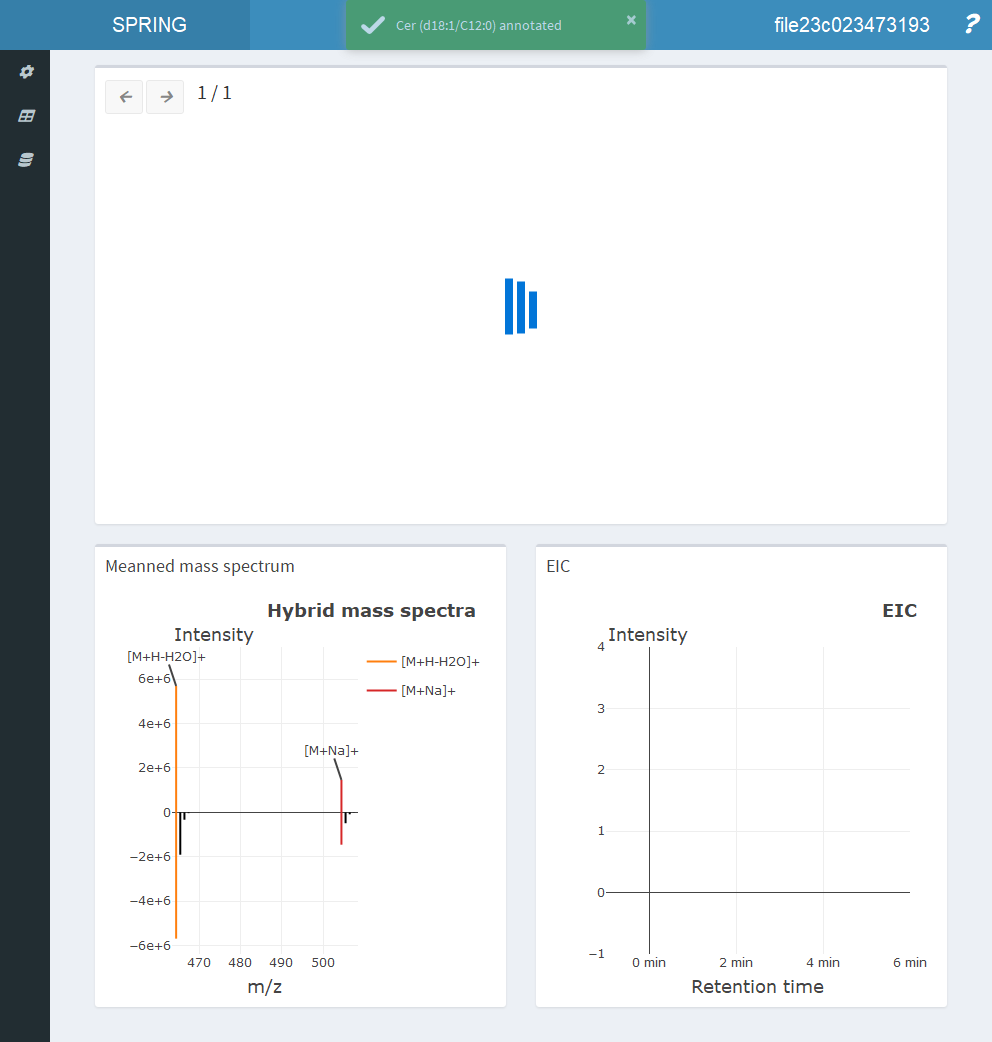 SPRING
Cer (d18:1/C12:0) annotated
×
file23c023473193
?
1 / 1
Meanned mass spectrum
Hybrid mass spectra
Intensity
[M+H-H2O]+
[M+H-H2O]+
6e+6
[M+Na]+
4e+6
[M+Na]+
2e+6
0
−2e+6
−4e+6
−6e+6
470 480 490 500
m/z
EIC
EIC
Intensity
4
3
2
1
0
−1
0 min 2 min 4 min 6 min
Retention time